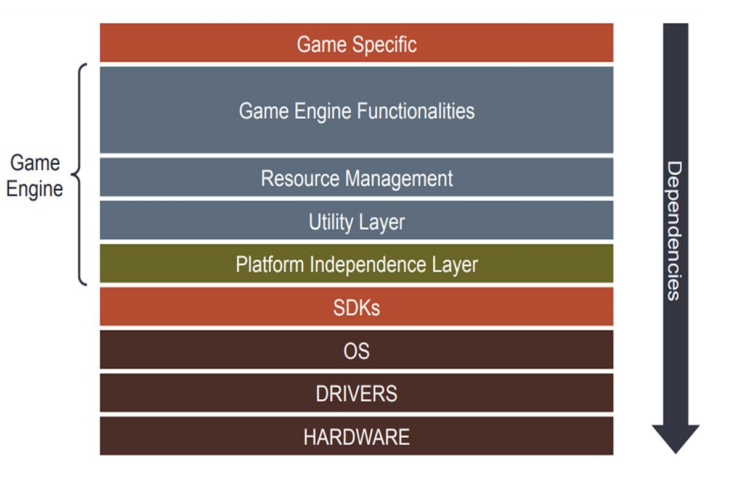 Game Specific
Game Engine Functionalities
Game
Engine
Resource Management
Utility Layer
Platform Independence Layer
SDKs
OS
DRIVERS
HARDWARE
Dependencies